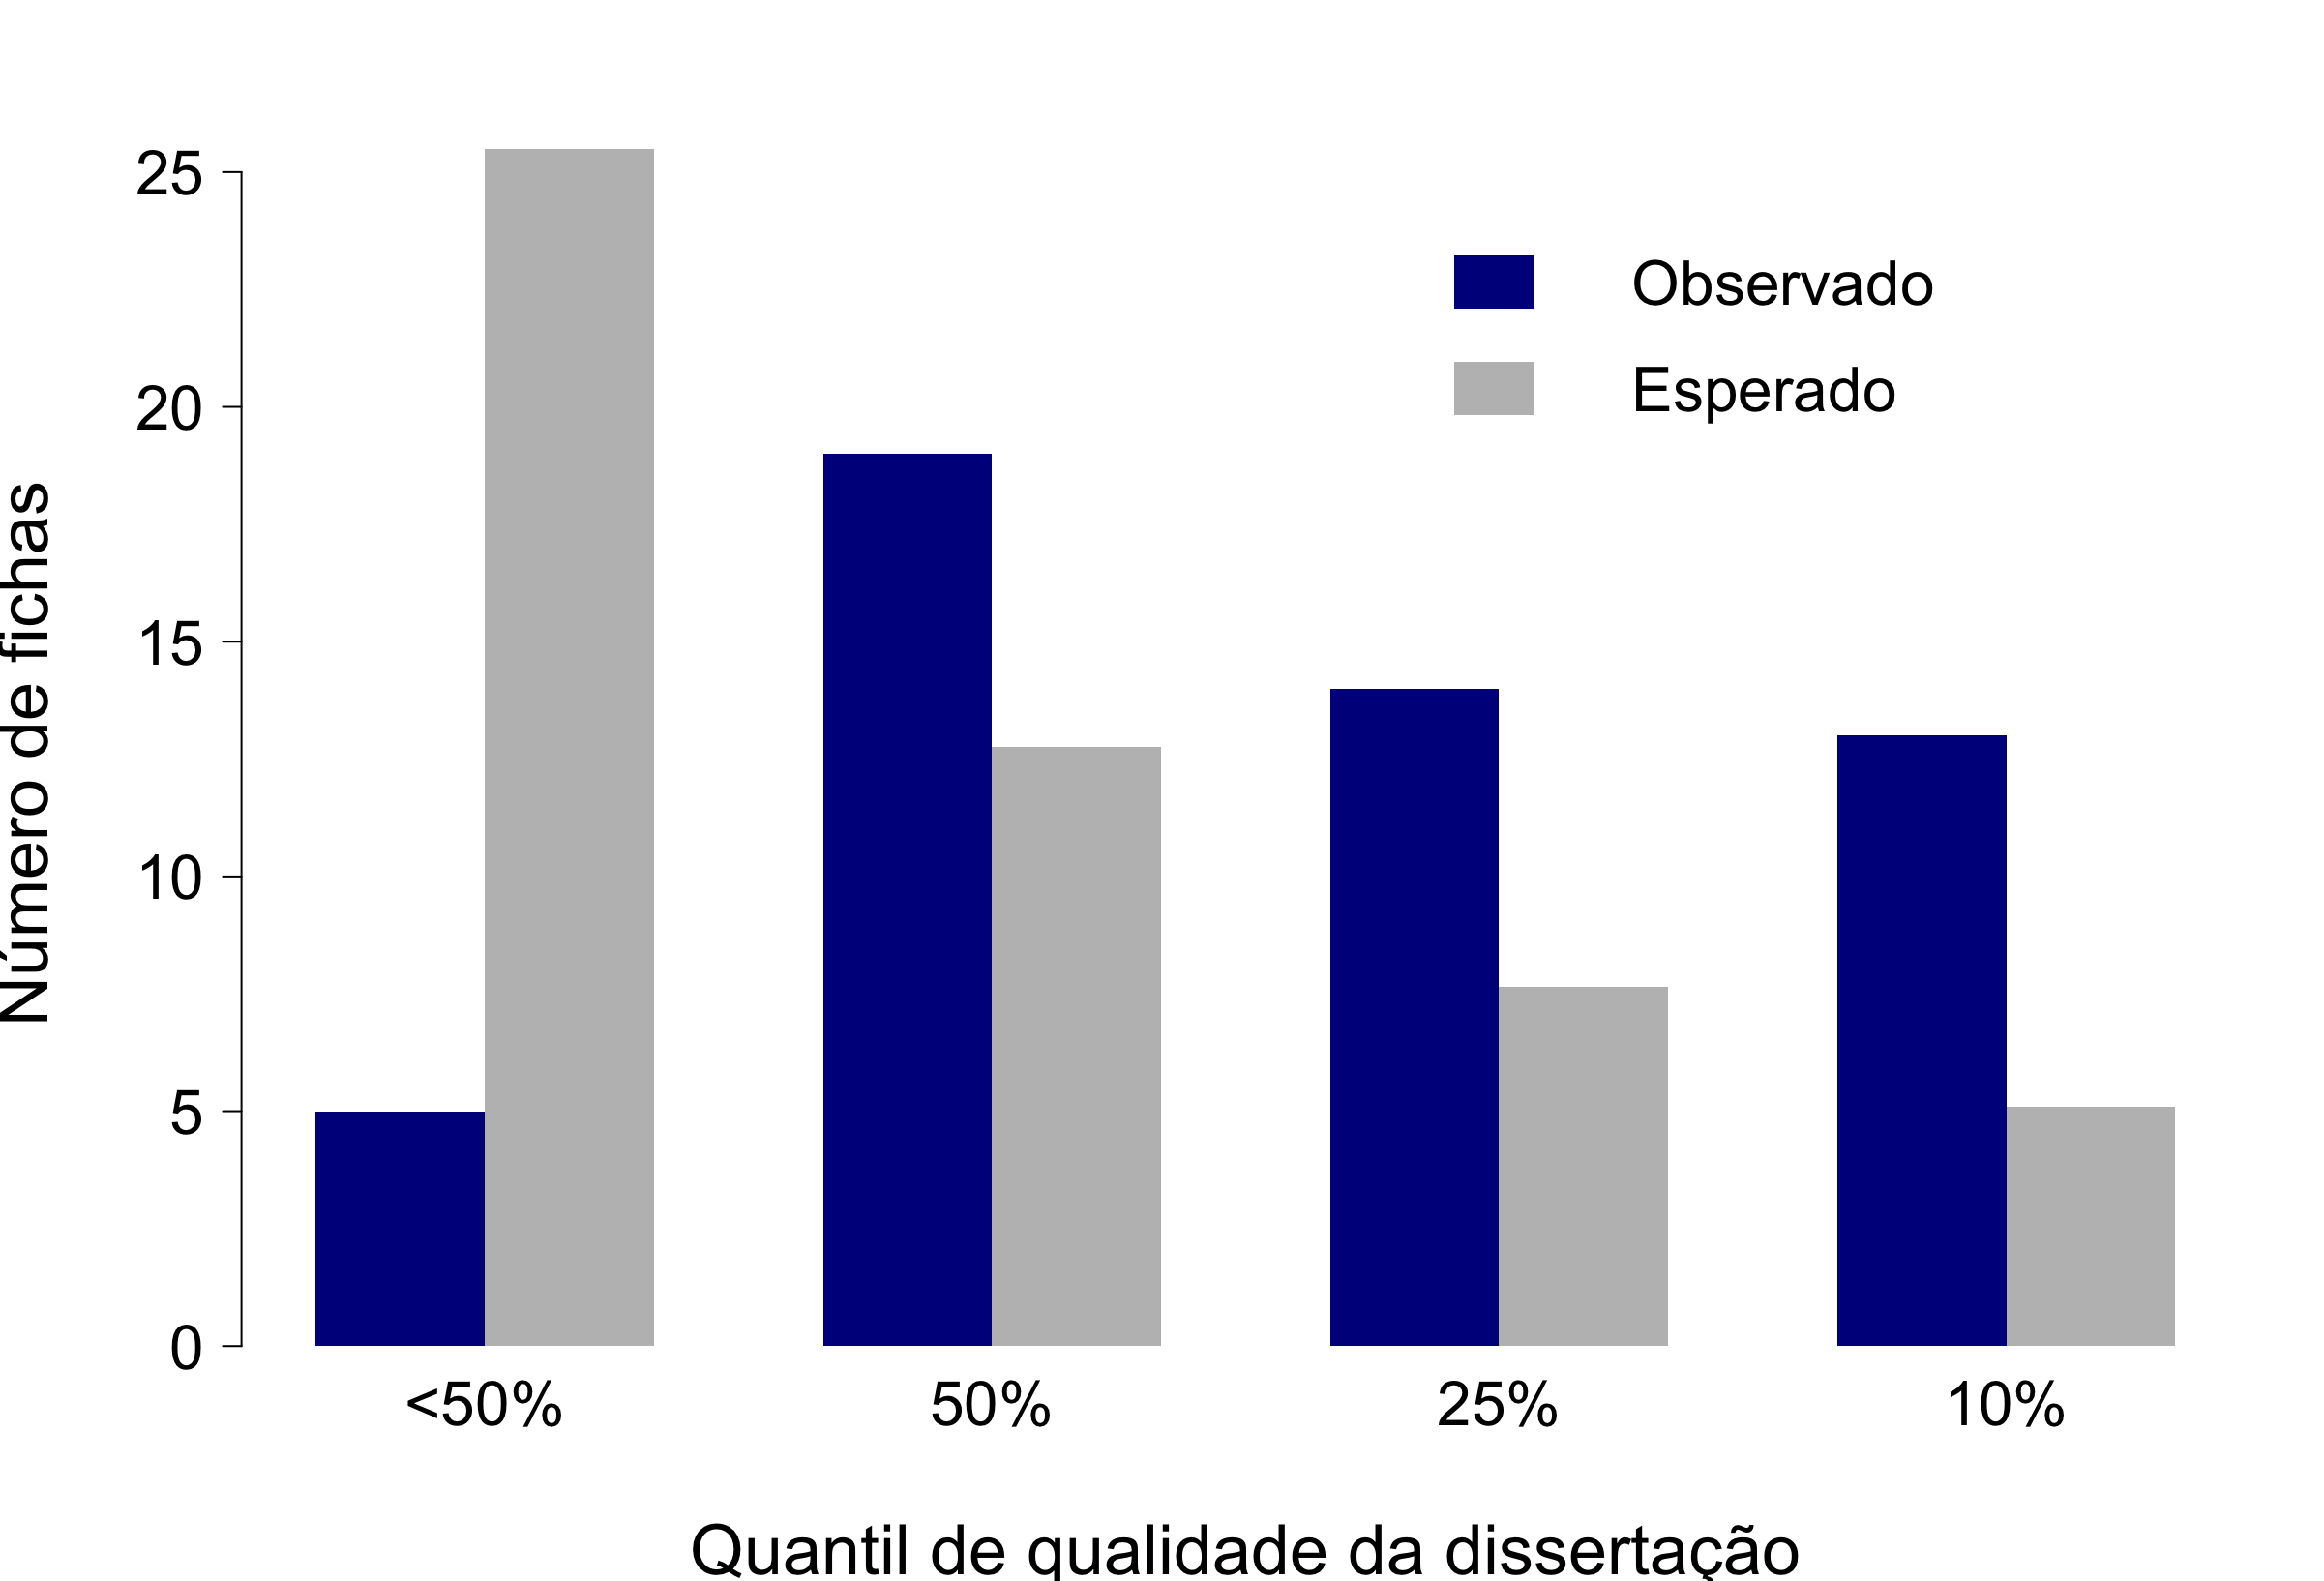 25
20
15
10
5
0
Número de fichas
Observado
Esperado
<50%
50%
25%
10%
Quantil de qualidade da dissertação